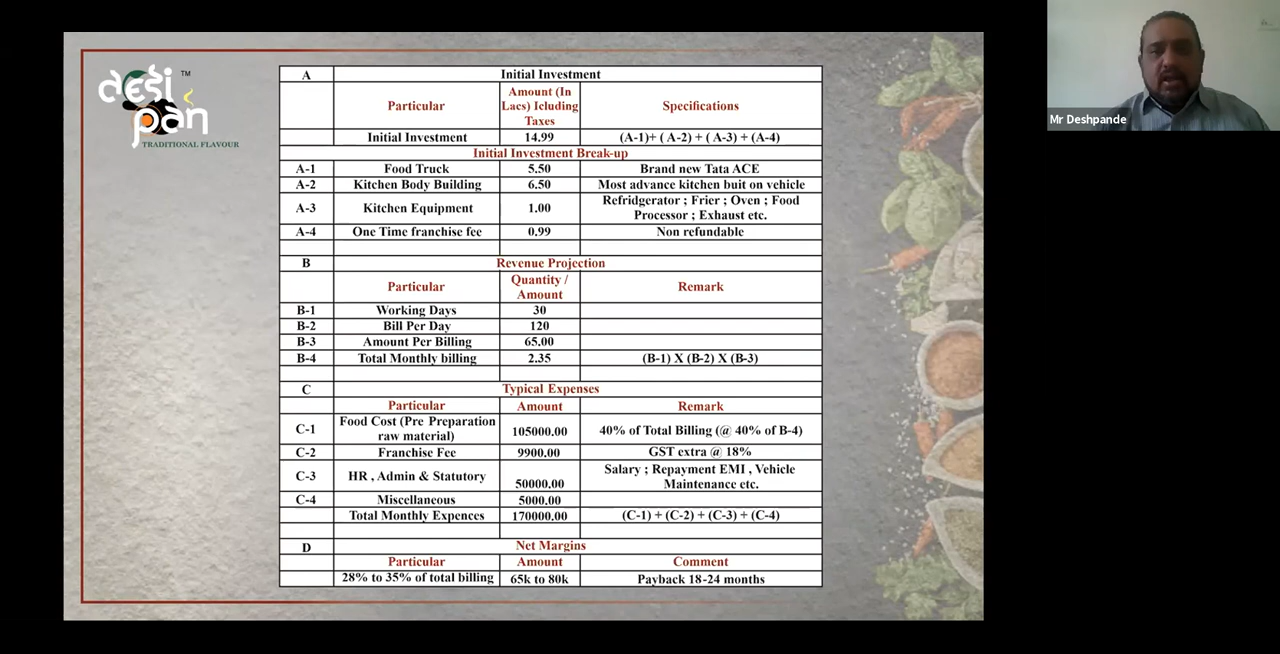 देसी TM
pan
TRADITIONAL FLAVOUR
A Initial Investment
Particular Amount (In Lacs) Icluding Taxes Specifications
Initial Investment 14.99 (A-1)+ ( A-2) + ( A-3) + (A-4)
Initial Investment Break-up
A-1 Food Truck 5.50 Brand new Tata ACE
A-2 Kitchen Body Building 6.50 Most advance kitchen buit on vehicle
A-3 Kitchen Equipment 1.00 Refridgerator ; Frier ; Oven ; Food Processor ; Exhaust etc.
A-4 One Time franchise fee 0.99 Non refundable
B Revenue Projection
Particular Quantity / Amount Remark
B-1 Working Days 30
B-2 Bill Per Day 120
B-3 Amount Per Billing 65.00
B-4 Total Monthly billing 2.35 (B-1) X (B-2) X (B-3)
C Typical Expenses
Particular Amount Remark
C-1 Food Cost (Pre Preparation raw material) 105000.00 40% of Total Billing (@ 40% of B-4)
C-2 Franchise Fee 9900.00 GST extra @ 18%
C-3 HR , Admin & Statutory 50000.00 Salary ; Repayment EMI , Vehicle Maintenance etc.
C-4 Miscellaneous 5000.00
Total Monthly Expences 170000.00 (C-1) + (C-2) + (C-3) + (C-4)
D Net Margins
Particular Amount Comment
28% to 35% of total billing 65k to 80k Payback 18-24 months
Mr Deshpande